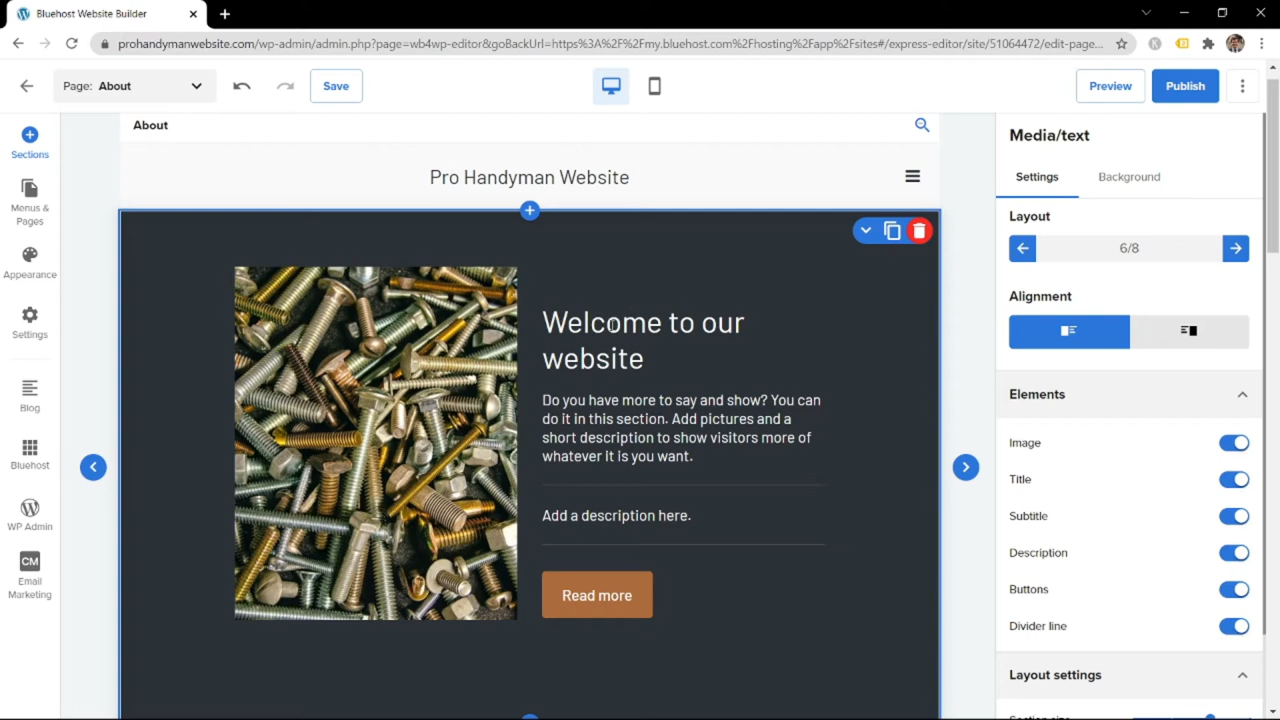 Bluehost Website Builder
prohandymanwebsite.com/wp-admin/admin.php?page=wb4wp-editor&goBackUrl=https%3A%2F%2Fmy.bluehost.com%2Fhosting%2Fapp%2Fsites#/express-editor/site/51064472/edit-page...
Page: About
Save
Preview
Publish
Sections
Menus &
Pages
Appearance
Settings
Blog
Bluehost
WP Admin
CM
Email
Marketing
About
Pro Handyman Website
Welcome to our
website
Do you have more to say and show? You can
do it in this section. Add pictures and a
short description to show visitors more of
whatever it is you want.
Add a description here.
Read more
Media/text
Settings
Background
Layout
6/8
Alignment
Elements
Image
Title
Subtitle
Description
Buttons
Divider line
Layout settings
Section size